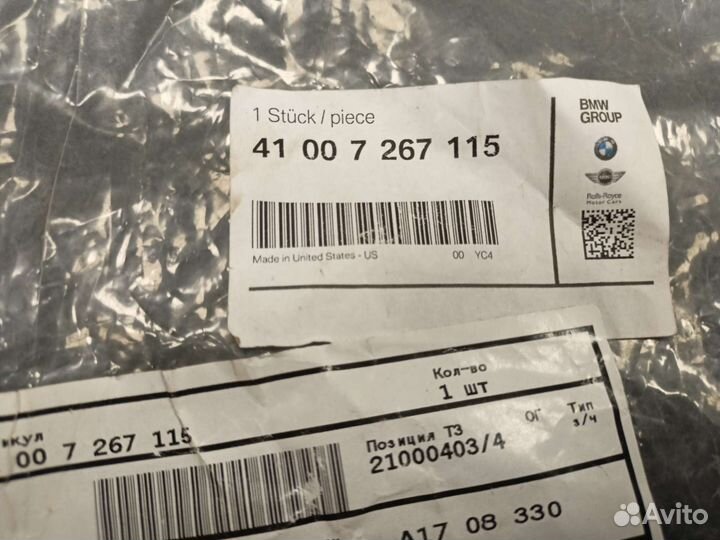 1 Stück / piece
41 00 7 267 115
Made in United States - US 00 YC4
BMW
GROUP
Rolls-Royce
Motor Cars
Кол-во
1 шт
00 7 267 115
Позиция ТЗ
21000403/4
ОГ
Тип
з/ч
A17 08 330
Avito